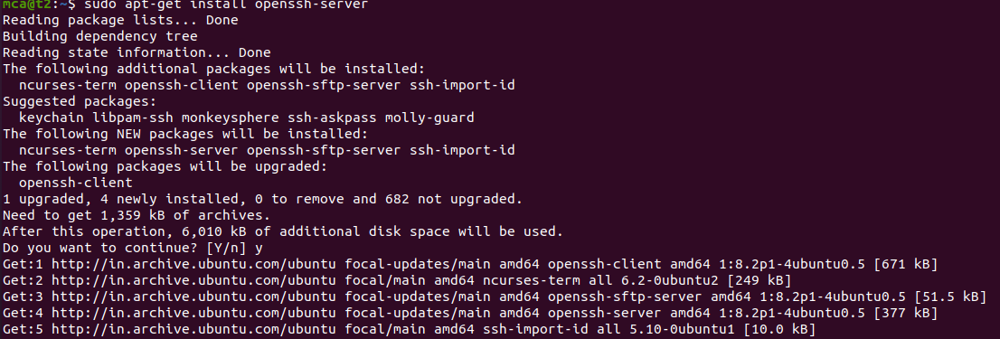 mca@t2:~$ sudo apt-get install openssh-server
Reading package lists... Done
Building dependency tree
Reading state information... Done
The following additional packages will be installed:
  ncurses-term openssh-client openssh-sftp-server ssh-import-id
Suggested packages:
  keychain libpam-ssh monkeysphere ssh-askpass molly-guard
The following NEW packages will be installed:
  ncurses-term openssh-server openssh-sftp-server ssh-import-id
The following packages will be upgraded:
  openssh-client
1 upgraded, 4 newly installed, 0 to remove and 682 not upgraded.
Need to get 1,359 kB of archives.
After this operation, 6,010 kB of additional disk space will be used.
Do you want to continue? [Y/n] y
Get:1 http://in.archive.ubuntu.com/ubuntu focal-updates/main amd64 openssh-client amd64 1:8.2p1-4ubuntu0.5 [671 kB]
Get:2 http://in.archive.ubuntu.com/ubuntu focal/main amd64 ncurses-term all 6.2-0ubuntu2 [249 kB]
Get:3 http://in.archive.ubuntu.com/ubuntu focal-updates/main amd64 openssh-sftp-server amd64 1:8.2p1-4ubuntu0.5 [51.5 kB]
Get:4 http://in.archive.ubuntu.com/ubuntu focal-updates/main amd64 openssh-server amd64 1:8.2p1-4ubuntu0.5 [377 kB]
Get:5 http://in.archive.ubuntu.com/ubuntu focal/main amd64 ssh-import-id all 5.10-0ubuntu1 [10.0 kB]